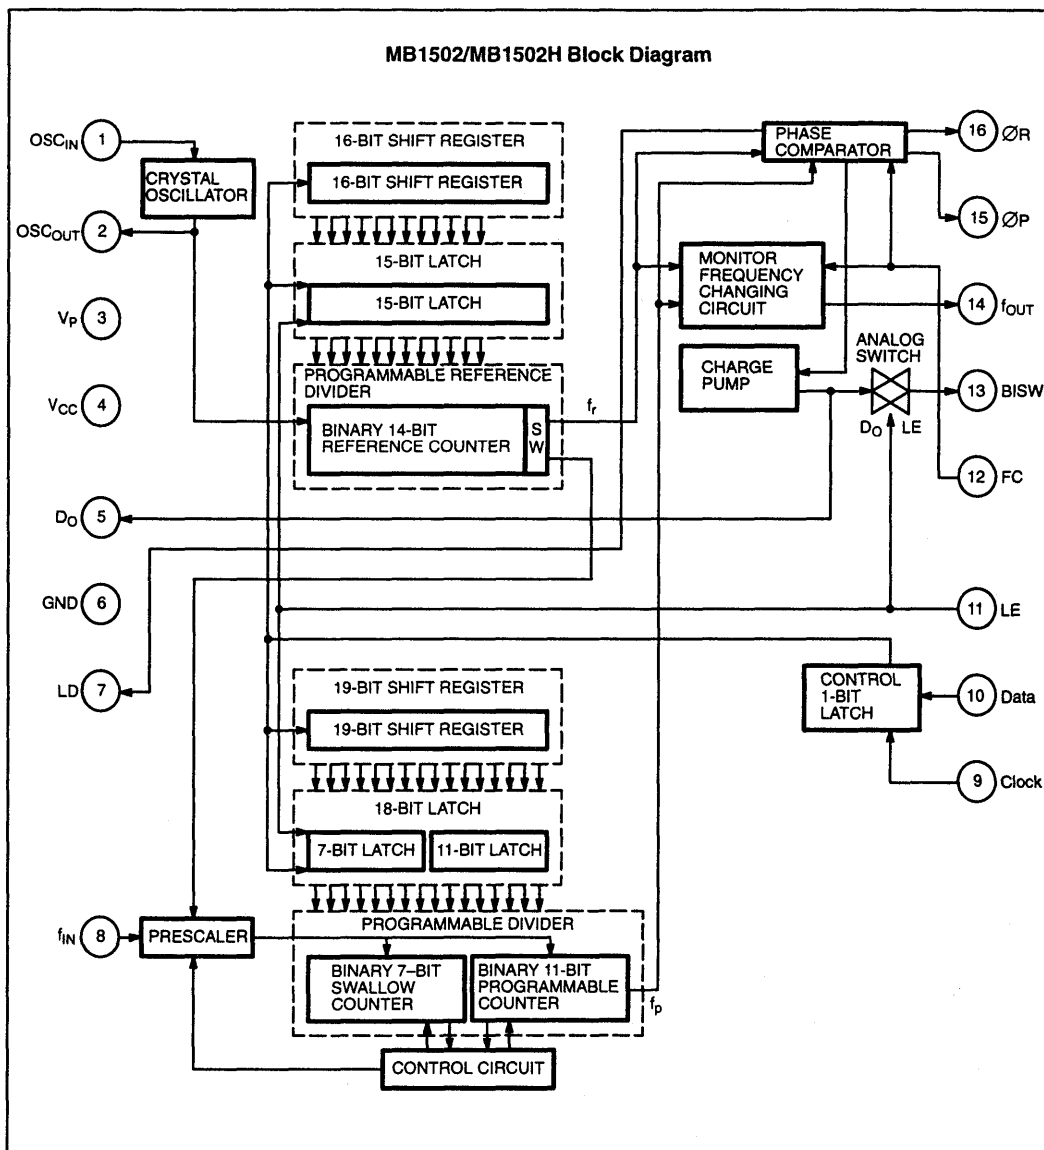 MB1502/MB1502H Block Diagram
OSCIN
1
CRYSTAL
OSCILLATOR
OSCOUT
2
VP
3
VCC
4
DO
5
GND
6
LD
7
fIN
8
PRESCALER
16-BIT SHIFT REGISTER
16-BIT SHIFT REGISTER
15-BIT LATCH
15-BIT LATCH
PROGRAMMABLE REFERENCE
DIVIDER
BINARY 14-BIT
REFERENCE COUNTER
S
W
fr
19-BIT SHIFT REGISTER
19-BIT SHIFT REGISTER
18-BIT LATCH
7-BIT LATCH
11-BIT LATCH
PROGRAMMABLE DIVIDER
BINARY 7–BIT
SWALLOW
COUNTER
BINARY 11-BIT
PROGRAMMABLE
COUNTER
fp
CONTROL CIRCUIT
PHASE
COMPARATOR
MONITOR
FREQUENCY
CHANGING
CIRCUIT
CHARGE
PUMP
ANALOG
SWITCH
DO
LE
CONTROL
1-BIT
LATCH
16
ØR
15
ØP
14
fOUT
13
BISW
12
FC
11
LE
10
Data
9
Clock